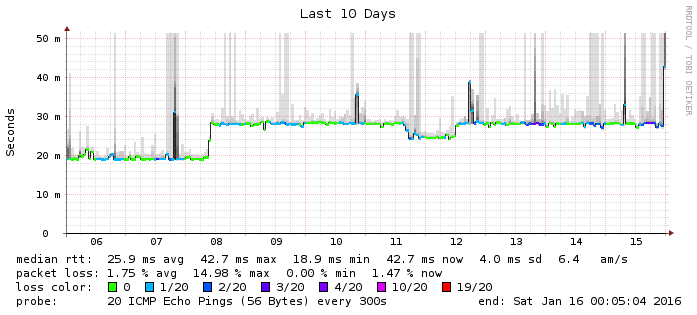 Last 10 Days
RRDTOOL / TOBI OETIKER
Seconds
50 m
40 m
30 m
20 m
10 m
0
06 07 08 09 10 11 12 13 14 15
median rtt: 25.9 ms avg 42.7 ms max 18.9 ms min 42.7 ms now 4.0 ms sd 6.4 am/s
packet loss: 1.75 % avg 14.98 % max 0.00 % min 1.47 % now
loss color: 0 1/20 2/20 3/20 4/20 10/20 19/20
probe: 20 ICMP Echo Pings (56 Bytes) every 300s end: Sat Jan 16 00:05:04 2016